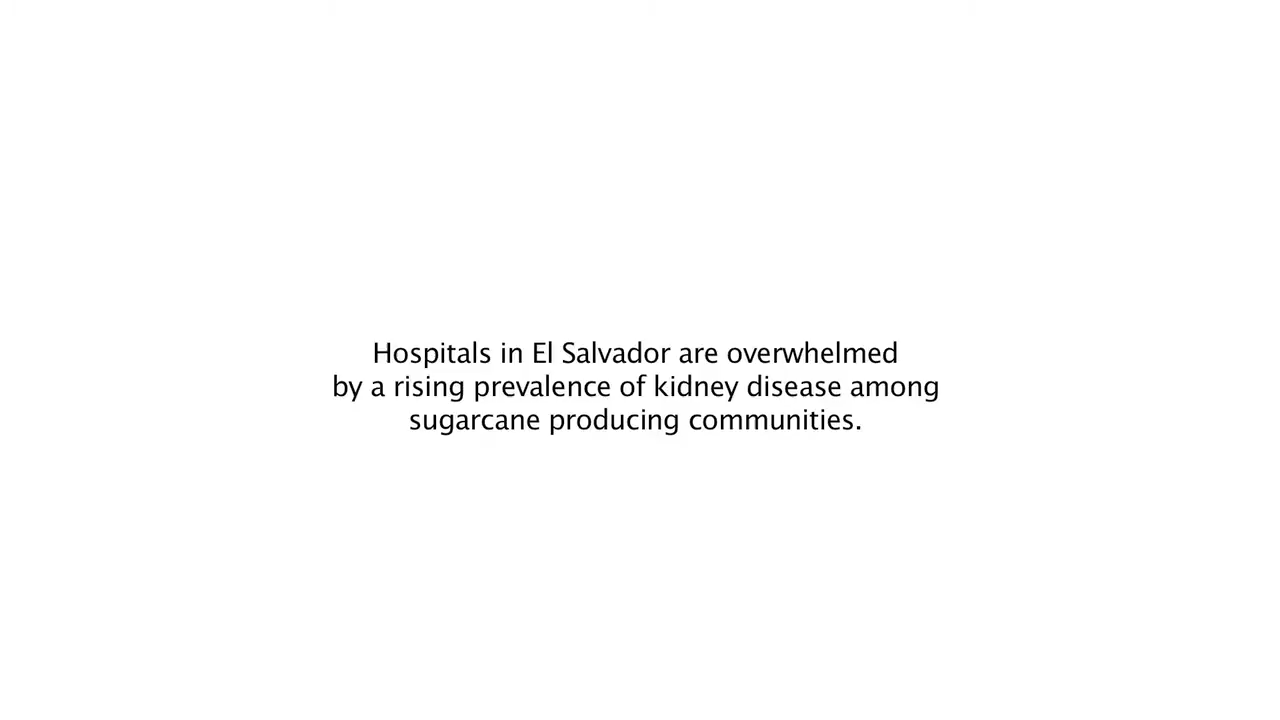 Hospitals in El Salvador are overwhelmed
by a rising prevalence of kidney disease among
sugarcane producing communities.